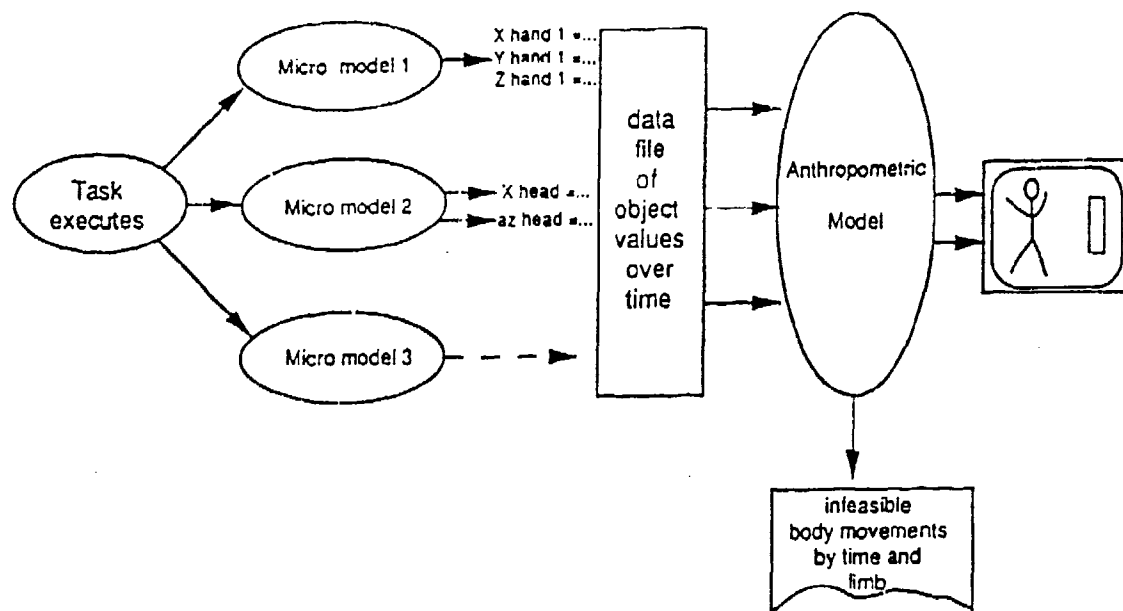 Task
executes
Micro model 1
Micro model 2
Micro model 3
X hand 1 =...
Y hand 1 =...
Z hand 1 =...
X head =...
az head =...
data
file
of
object
values
over
time
Anthropometric
Model
infeasible
body movements
by time and
limb